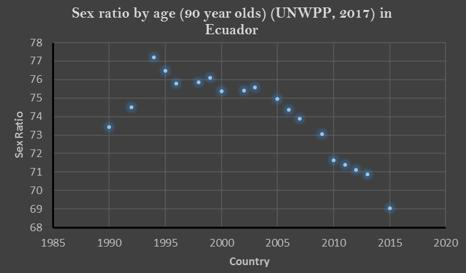 Sex ratio by age (90 year olds) (UNWPP, 2017) in
Ecuador
78
77
76
75
74
73
72
71
70
69
68
Sex Ratio
1985 1990 1995 2000 2005 2010 2015 2020
Country